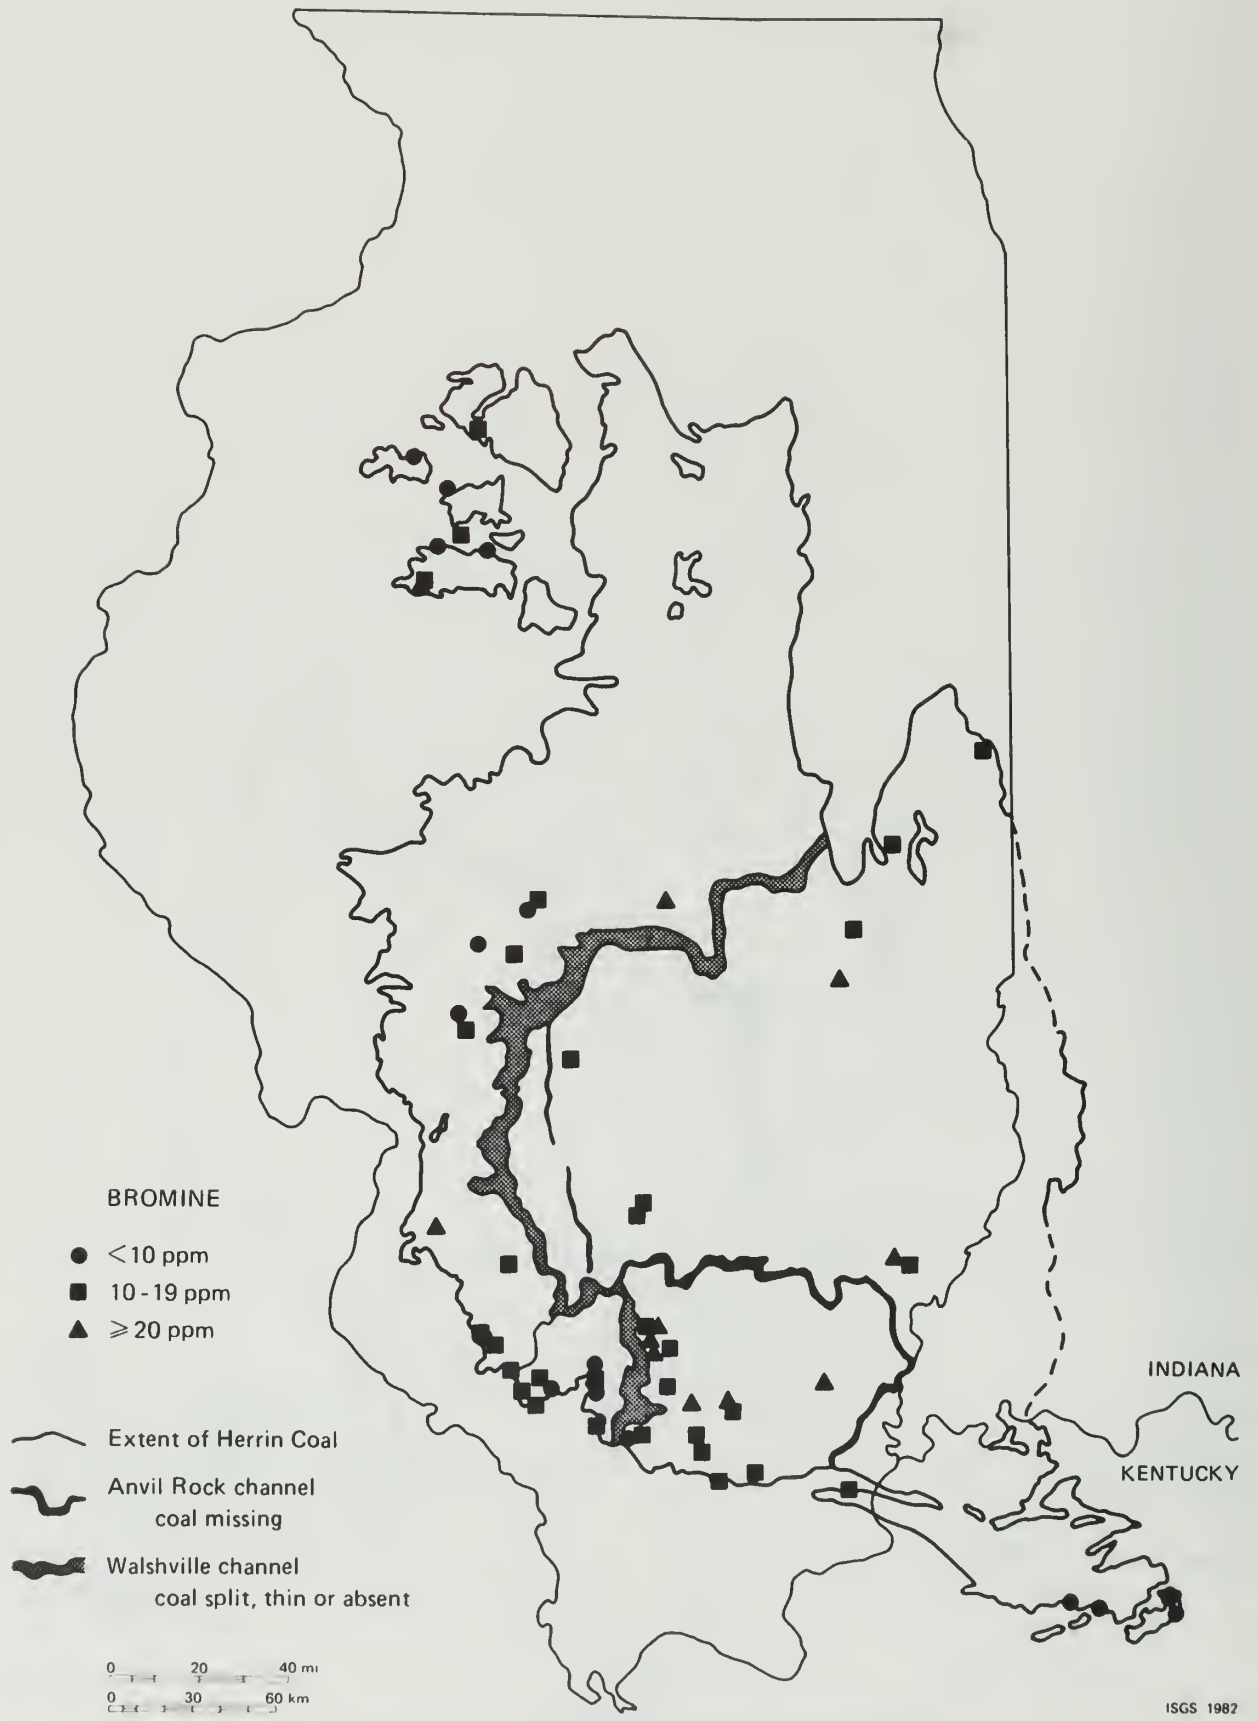 BROMINE
<10 ppm
10-19 ppm
≥20 ppm
Extent of Herrin Coal
Anvil Rock channel
coal missing
Walshville channel
coal split, thin or absent
0 20 40 mi
0 30 60 km
INDIANA
KENTUCKY
ISGS 1982